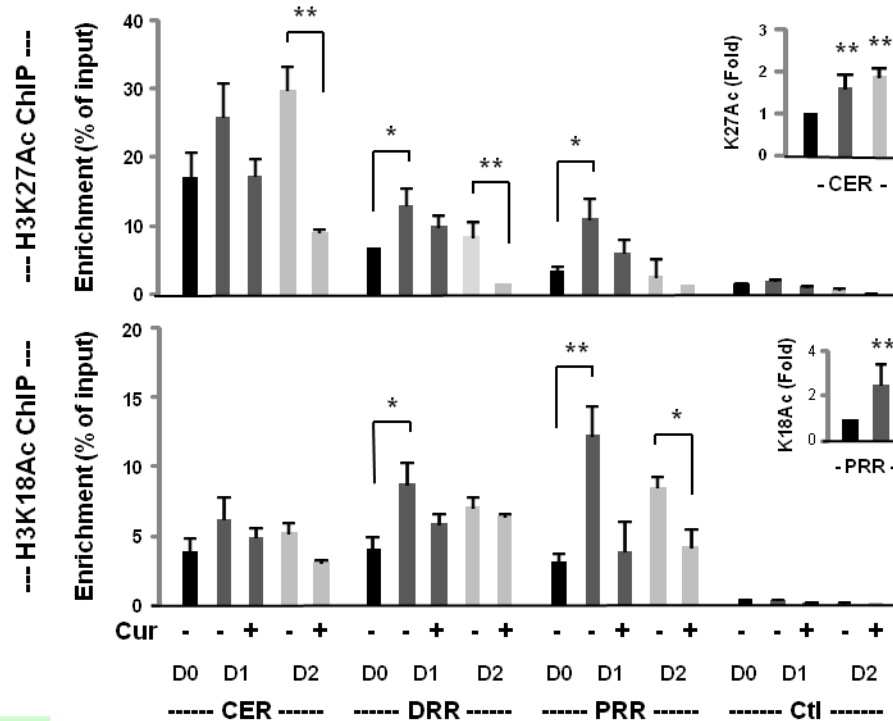 --- H3K27Ac ChIP ---
Enrichment (% of input)
40
30
20
10
0
**
*
**
*
K27Ac (Fold)
3
2
1
0
** **
- CER -
--- H3K18Ac ChIP ---
Enrichment (% of input)
20
15
10
5
0
*
**
*
K18Ac (Fold)
4
2
0
**
- PRR -
Cur - - + - + - - + - + - - + - + - - + - +
D0 D1 D2 D0 D1 D2 D0 D1 D2 D0 D1 D2
------ CER ------ ------ DRR ------ ------ PRR ------ ------- Ctl -------